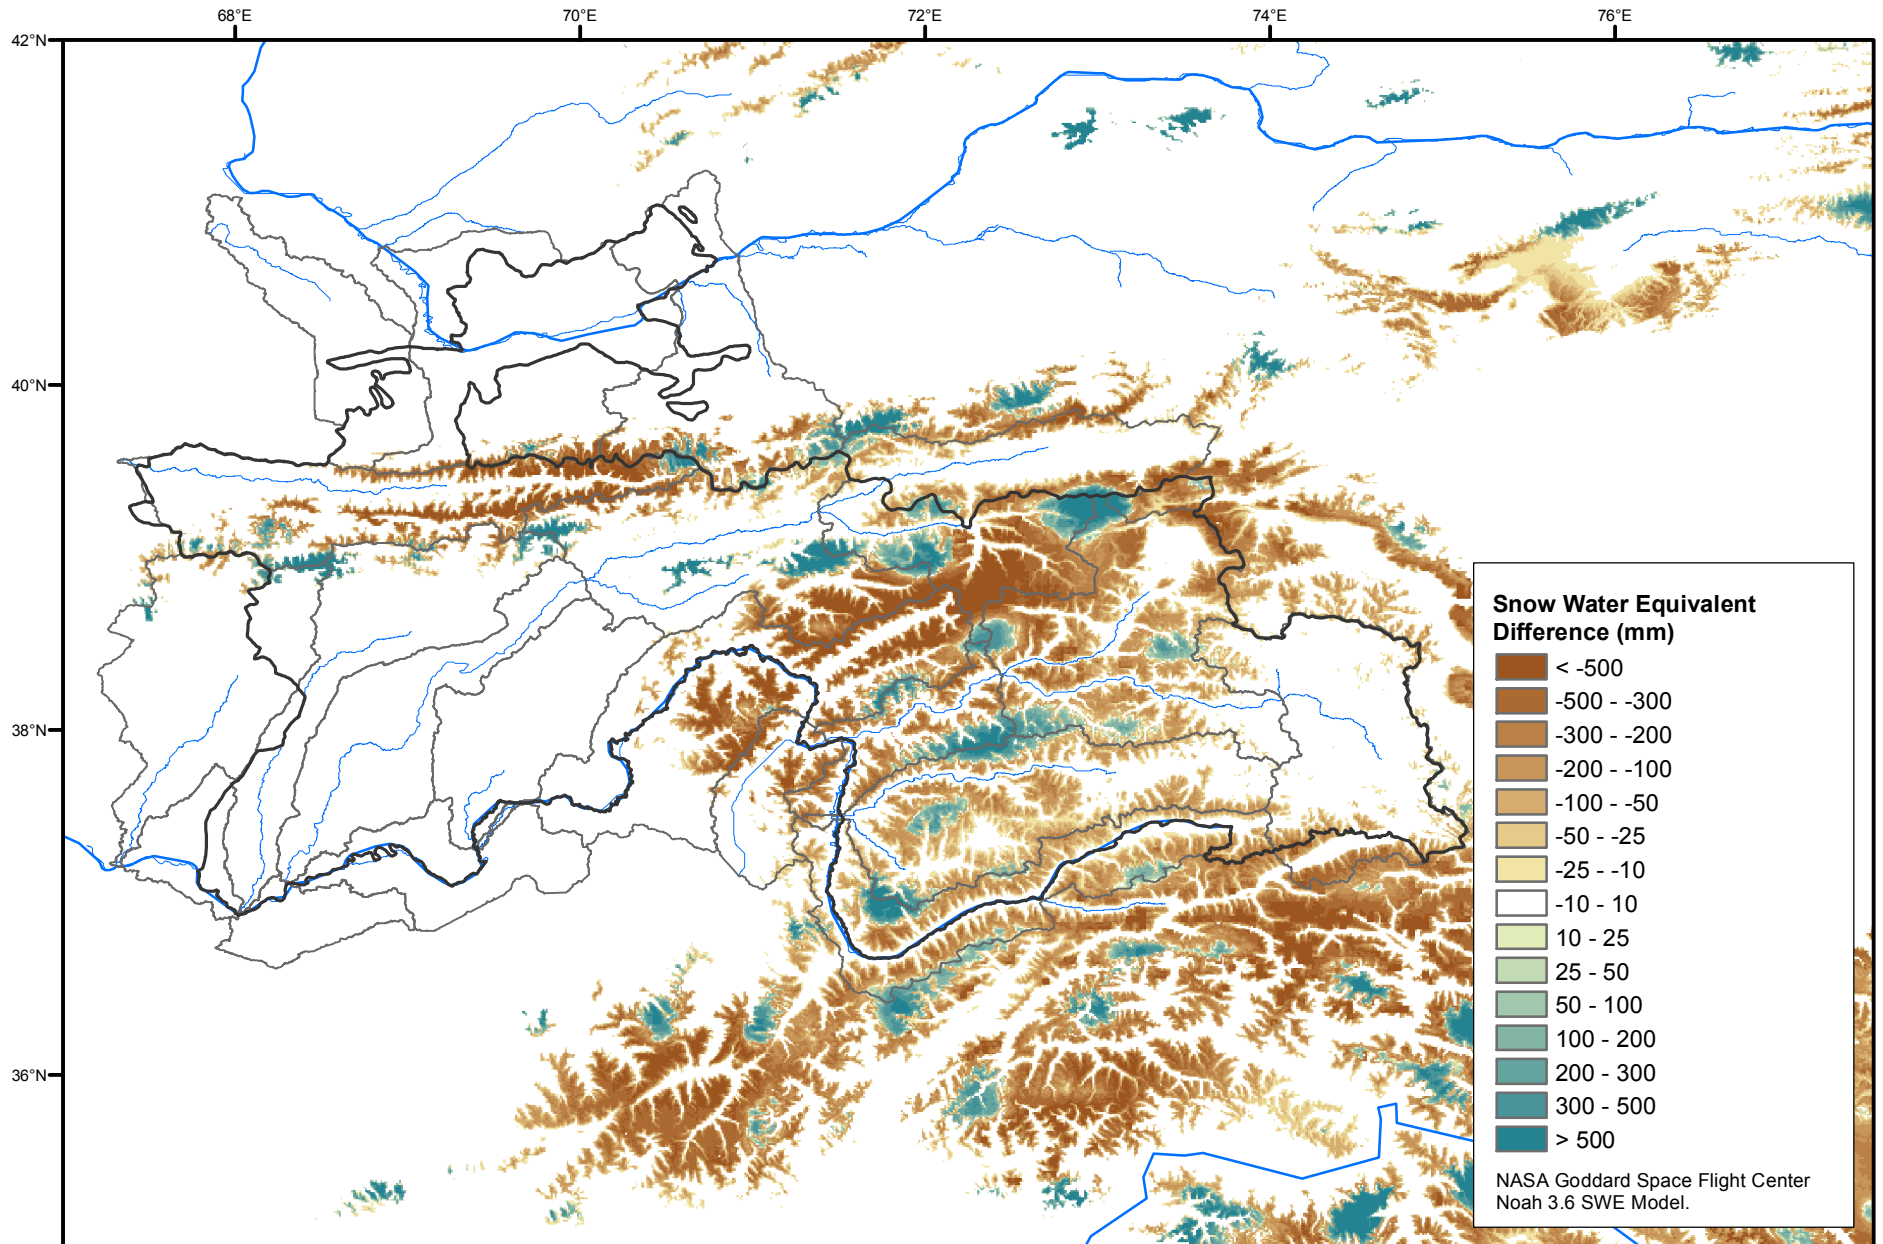 68°E
70°E
72°E
74°E
76°E
42°N
40°N
38°N
36°N
Snow Water Equivalent
Difference (mm)
< -500
-500 - -300
-300 - -200
-200 - -100
-100 - -50
-50 - -25
-25 - -10
-10 - 10
10 - 25
25 - 50
50 - 100
100 - 200
200 - 300
300 - 500
> 500
NASA Goddard Space Flight Center
Noah 3.6 SWE Model.